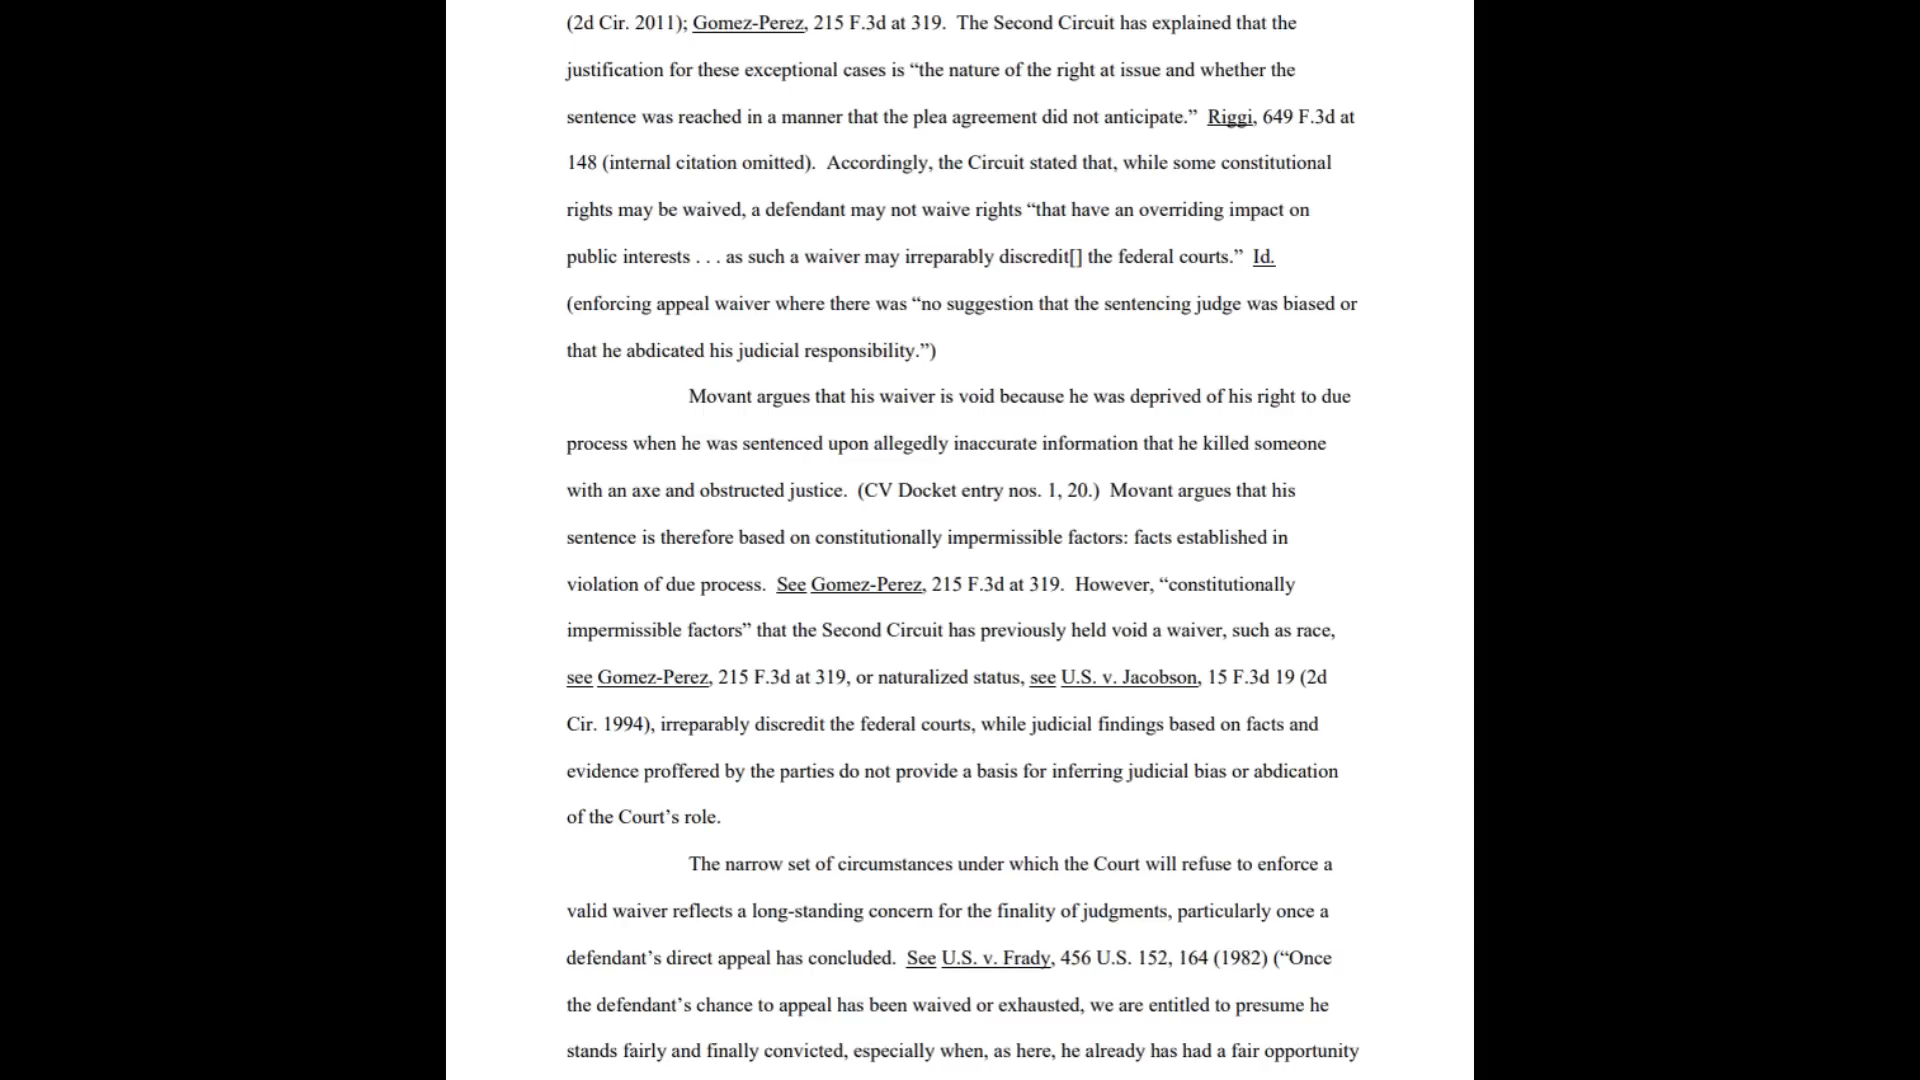 (2d Cir. 2011); Gomez-Perez, 215 F.3d at 319.  The Second Circuit has explained that the
justification for these exceptional cases is “the nature of the right at issue and whether the
sentence was reached in a manner that the plea agreement did not anticipate.”  Riggi, 649 F.3d at
148 (internal citation omitted).  Accordingly, the Circuit stated that, while some constitutional
rights may be waived, a defendant may not waive rights “that have an overriding impact on
public interests . . . as such a waiver may irreparably discredit[] the federal courts.”  Id.
(enforcing appeal waiver where there was “no suggestion that the sentencing judge was biased or
that he abdicated his judicial responsibility.”)
Movant argues that his waiver is void because he was deprived of his right to due
process when he was sentenced upon allegedly inaccurate information that he killed someone
with an axe and obstructed justice.  (CV Docket entry nos. 1, 20.)  Movant argues that his
sentence is therefore based on constitutionally impermissible factors: facts established in
violation of due process.  See Gomez-Perez, 215 F.3d at 319.  However, “constitutionally
impermissible factors” that the Second Circuit has previously held void a waiver, such as race,
see Gomez-Perez, 215 F.3d at 319, or naturalized status, see U.S. v. Jacobson, 15 F.3d 19 (2d
Cir. 1994), irreparably discredit the federal courts, while judicial findings based on facts and
evidence proffered by the parties do not provide a basis for inferring judicial bias or abdication
of the Court’s role.
The narrow set of circumstances under which the Court will refuse to enforce a
valid waiver reflects a long-standing concern for the finality of judgments, particularly once a
defendant’s direct appeal has concluded.  See U.S. v. Frady, 456 U.S. 152, 164 (1982) (“Once
the defendant’s chance to appeal has been waived or exhausted, we are entitled to presume he
stands fairly and finally convicted, especially when, as here, he already has had a fair opportunity